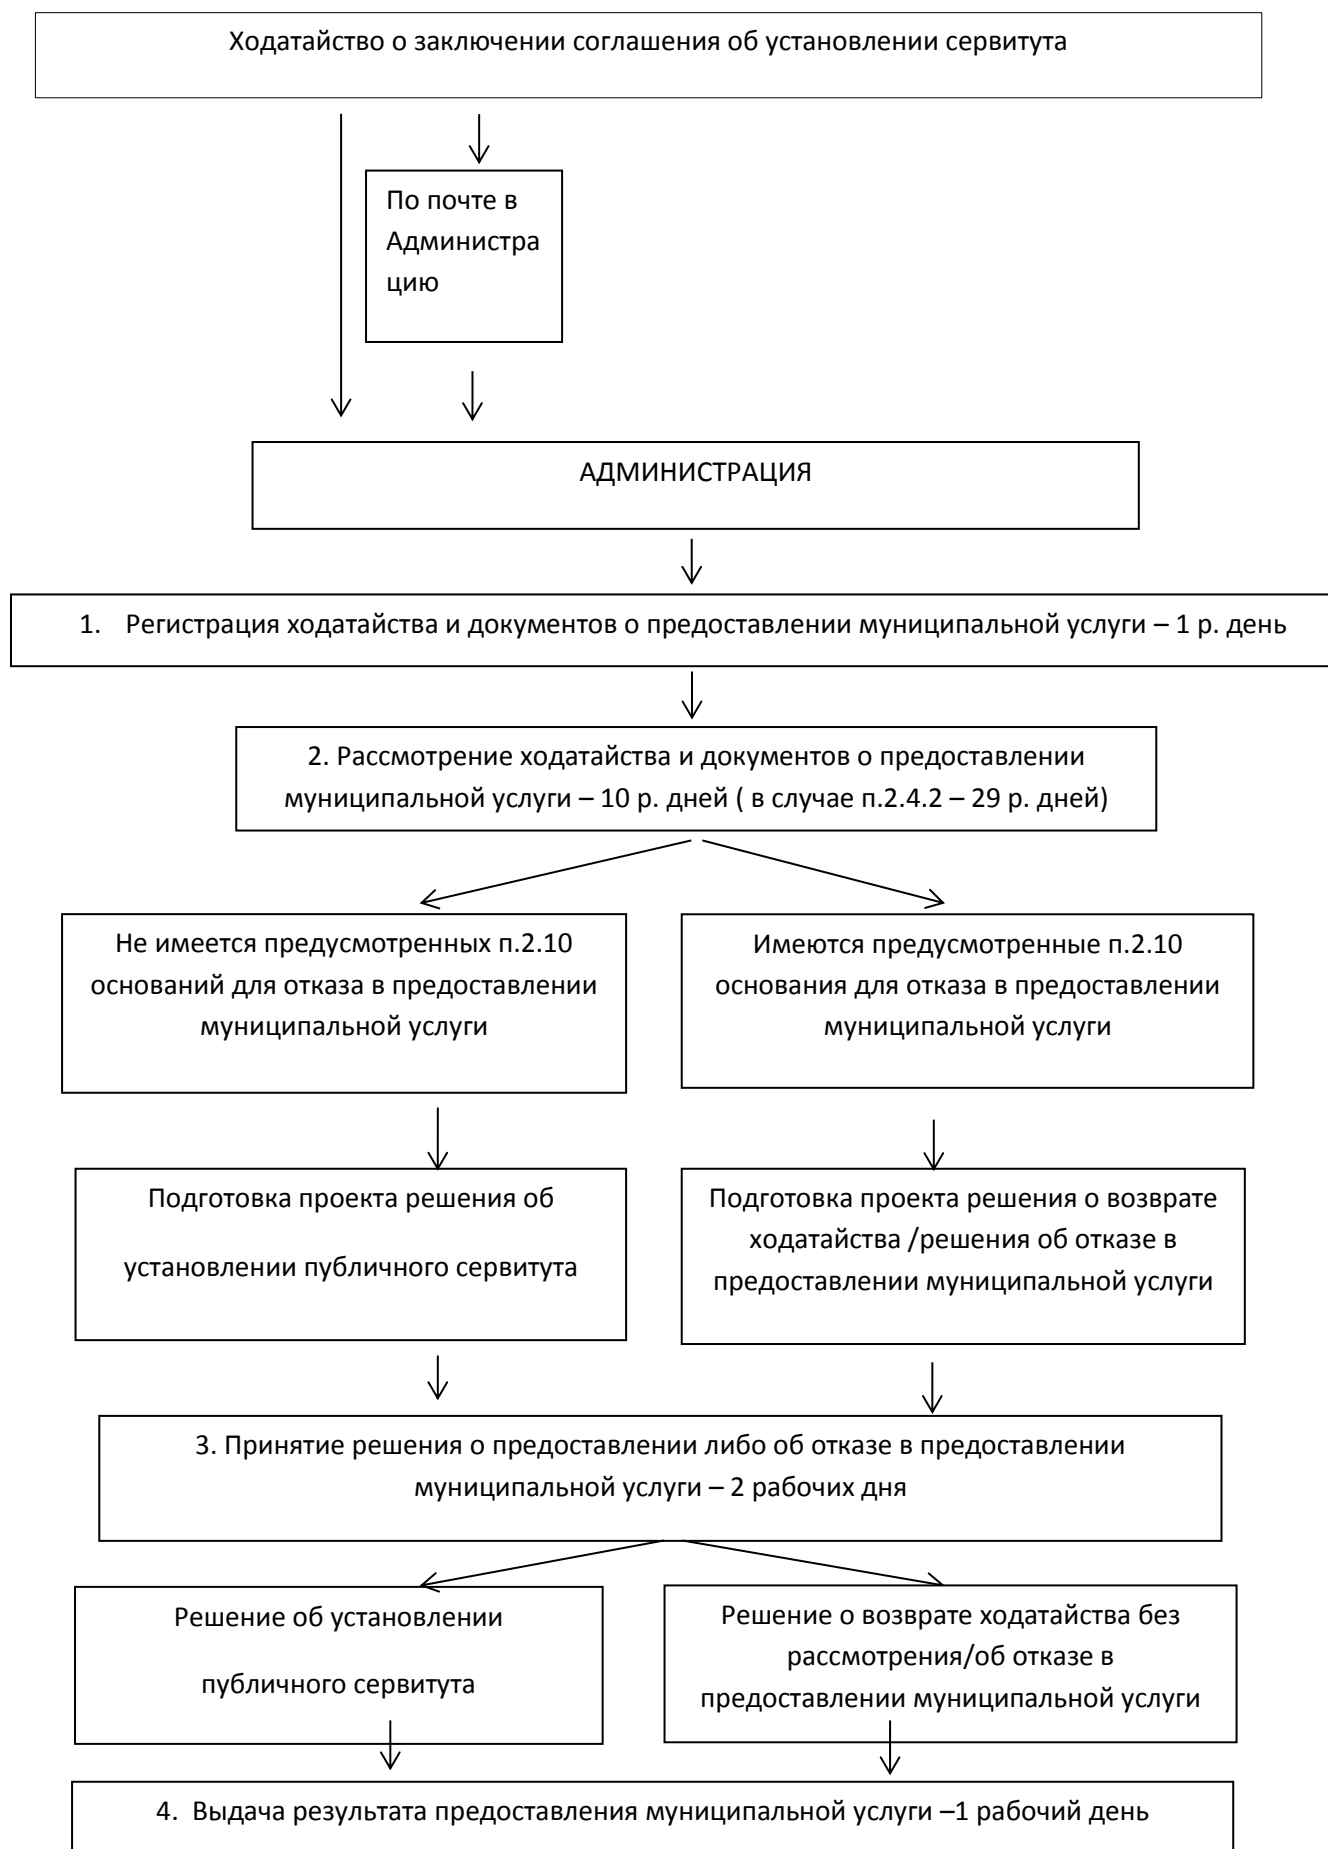 Ходатайство о заключении соглашения об установлении сервитута
По почте в
Администра
цию
АДМИНИСТРАЦИЯ
1. Регистрация ходатайства и документов о предоставлении муниципальной услуги – 1 р. день
2. Рассмотрение ходатайства и документов о предоставлении
муниципальной услуги – 10 р. дней ( в случае п.2.4.2 – 29 р. дней)
Не имеется предусмотренных п.2.10
оснований для отказа в предоставлении
муниципальной услуги
Имеются предусмотренные п.2.10
основания для отказа в предоставлении
муниципальной услуги
Подготовка проекта решения об
установлении публичного сервитута
Подготовка проекта решения о возврате
ходатайства /решения об отказе в
предоставлении муниципальной услуги
3. Принятие решения о предоставлении либо об отказе в предоставлении
муниципальной услуги – 2 рабочих дня
Решение об установлении
публичного сервитута
Решение о возврате ходатайства без
рассмотрения/об отказе в
предоставлении муниципальной услуги
4. Выдача результата предоставления муниципальной услуги –1 рабочий день